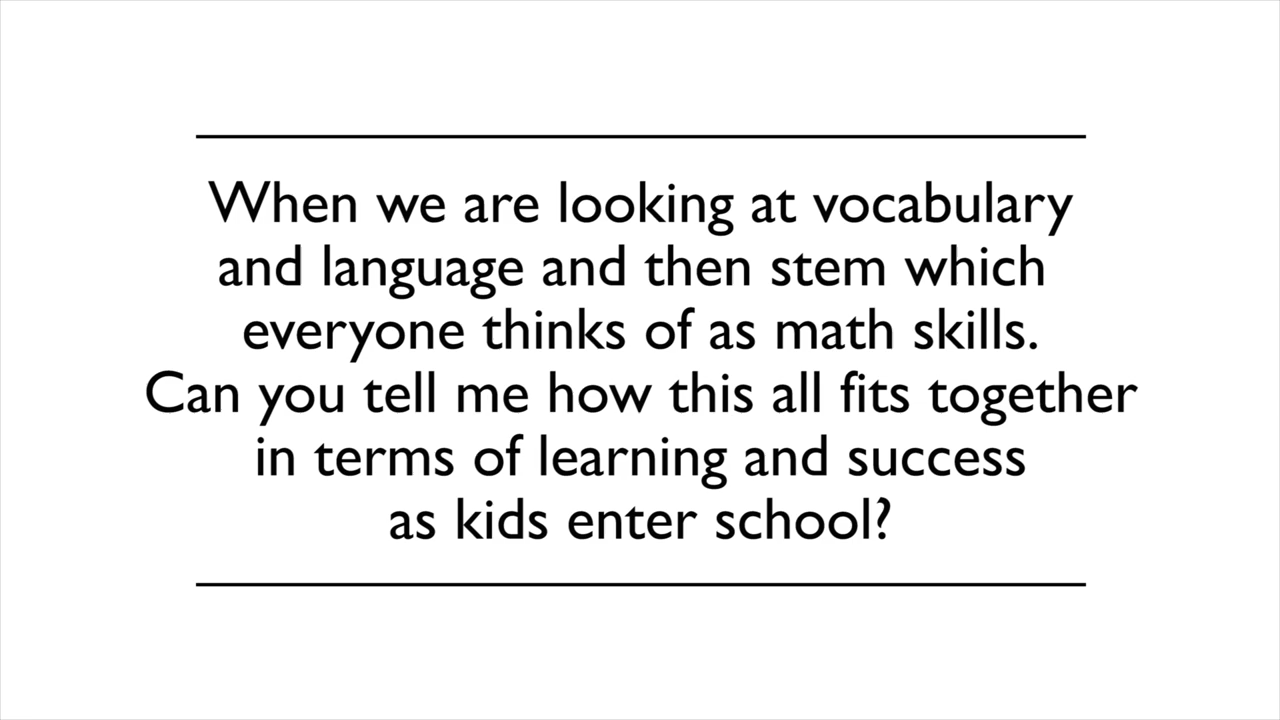 When we are looking at vocabulary
and language and then stem which
everyone thinks of as math skills.
Can you tell me how this all fits together
in terms of learning and success
as kids enter school?